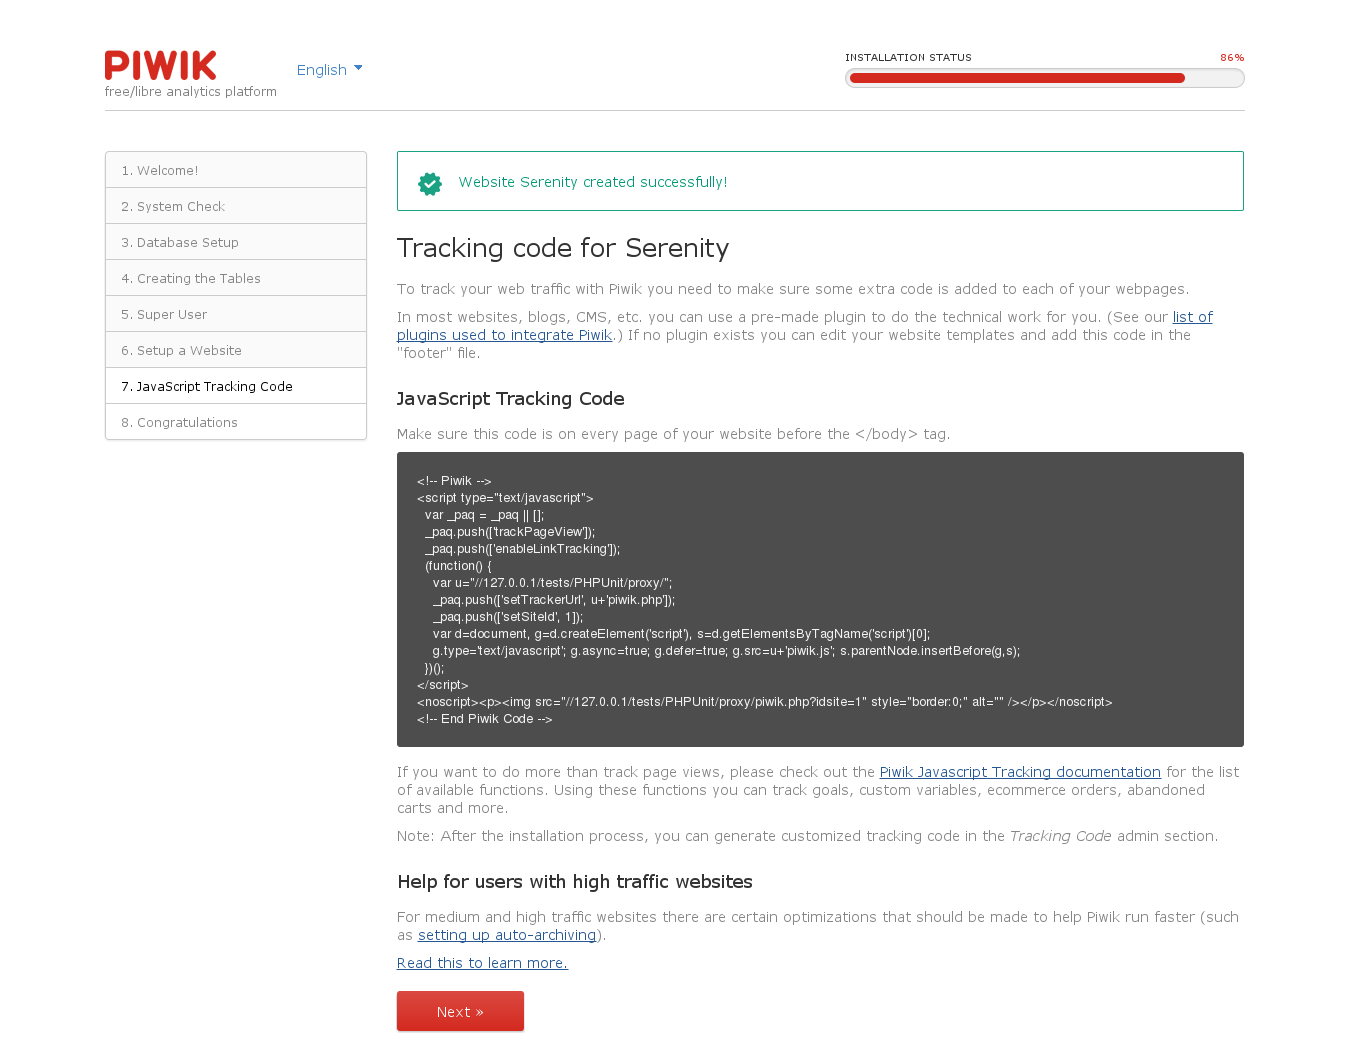 PIWIK
free/libre analytics platform
English
INSTALLATION STATUS
86%
1. Welcome!
2. System Check
3. Database Setup
4. Creating the Tables
5. Super User
6. Setup a Website
7. JavaScript Tracking Code
8. Congratulations
Website Serenity created successfully!
Tracking code for Serenity
To track your web traffic with Piwik you need to make sure some extra code is added to each of your webpages.
In most websites, blogs, CMS, etc. you can use a pre-made plugin to do the technical work for you. (See our list of
plugins used to integrate Piwik.) If no plugin exists you can edit your website templates and add this code in the
"footer" file.
JavaScript Tracking Code
Make sure this code is on every page of your website before the </body> tag.
<!-- Piwik -->
<script type="text/javascript">
var _paq = _paq || [];
_paq.push(['trackPageView']);
_paq.push(['enableLinkTracking']);
(function() {
var u="//127.0.0.1/tests/PHPUnit/proxy/";
_paq.push(['setTrackerUrl', u+'piwik.php']);
_paq.push(['setSiteId', 1]);
var d=document, g=d.createElement('script'), s=d.getElementsByTagName('script')[0];
g.type='text/javascript'; g.async=true; g.defer=true; g.src=u+'piwik.js'; s.parentNode.insertBefore(g,s);
})();
</script>
<noscript><p><img src="//127.0.0.1/tests/PHPUnit/proxy/piwik.php?idsite=1" style="border:0;" alt="" /></p></noscript>
<!-- End Piwik Code -->
If you want to do more than track page views, please check out the Piwik Javascript Tracking documentation for the list
of available functions. Using these functions you can track goals, custom variables, ecommerce orders, abandoned
carts and more.
Note: After the installation process, you can generate customized tracking code in the Tracking Code admin section.
Help for users with high traffic websites
For medium and high traffic websites there are certain optimizations that should be made to help Piwik run faster (such
as setting up auto-archiving).
Read this to learn more.
Next »